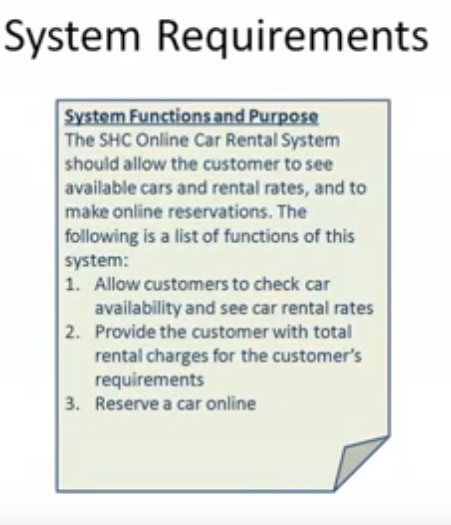 System Requirements
System Functions and Purpose
The SHC Online Car Rental System
should allow the customer to see
available cars and rental rates, and to
make online reservations. The
following is a list of functions of this
system:
1. Allow customers to check car
availability and see car rental rates
2. Provide the customer with total
rental charges for the customer's
requirements
3. Reserve a car online